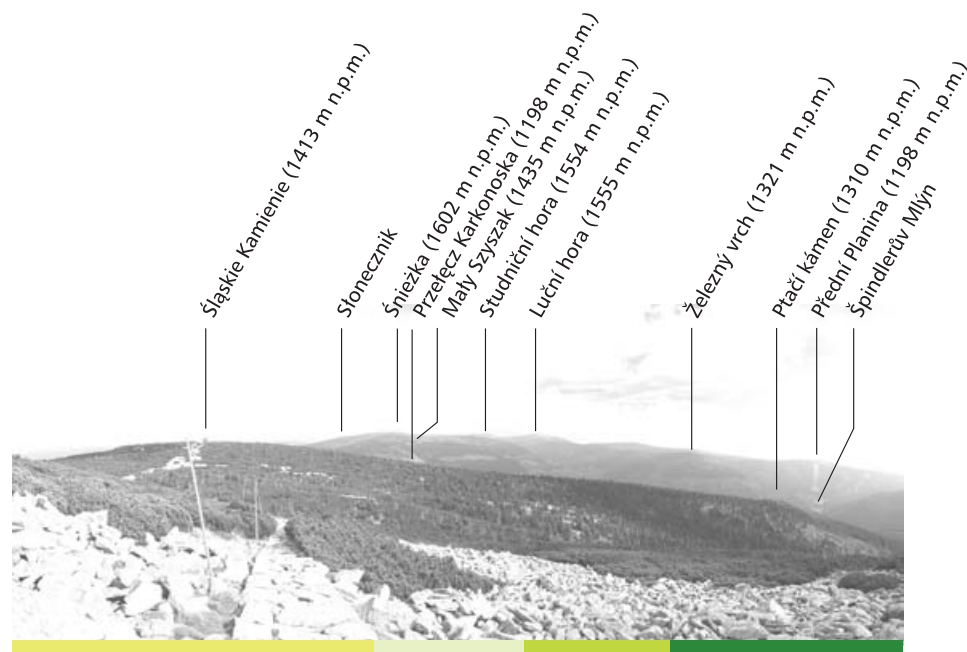 Śląskie Kamienie (1413 m n.p.m.)
Słonecznik
Śnieżka (1602 m n.p.m.)
Przełęcz Karkonoska (1198 m n.p.m.)
Mały Szyszak (1435 m n.p.m.)
Studniční hora (1554 m n.p.m.)
Luční hora (1555 m n.p.m.)
Železný vrch (1321 m n.p.m.)
Ptačí kámen (1310 m n.p.m.)
Přední Planina (1198 m n.p.m.)
Špindlerův Mlýn